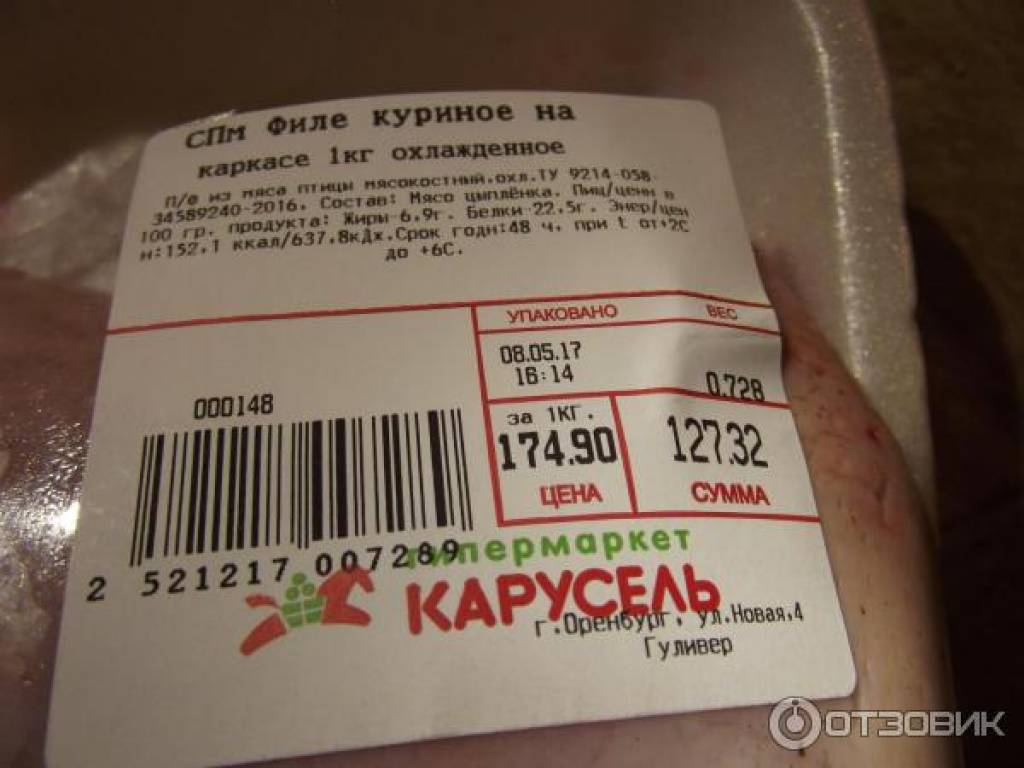 СПм Филе куриное на
каркасе 1кг охлажденное
П/ф из мяса птицы мясокостный.охл.ТУ 9214-058-
34589240-2016. Состав: Мясо цыплёнка. Пищ/ценн в
100 гр. продукта: Жиры-6.9г. Белки-22.5г. Энер/цен
н:152.1 ккал/637.8кДж.Срок годн:48 ч. при t от+2С
до +6С.
УПАКОВАНО ВЕС
08.05.17
16:14 0.728
000148
за 1КГ.
174.90 127.32
ЦЕНА СУММА
2 521217 007289
гипермаркет
КАРУСЕЛЬ
г.Оренбург, ул.Новая,4
Гуливер
ОТЗОВИК